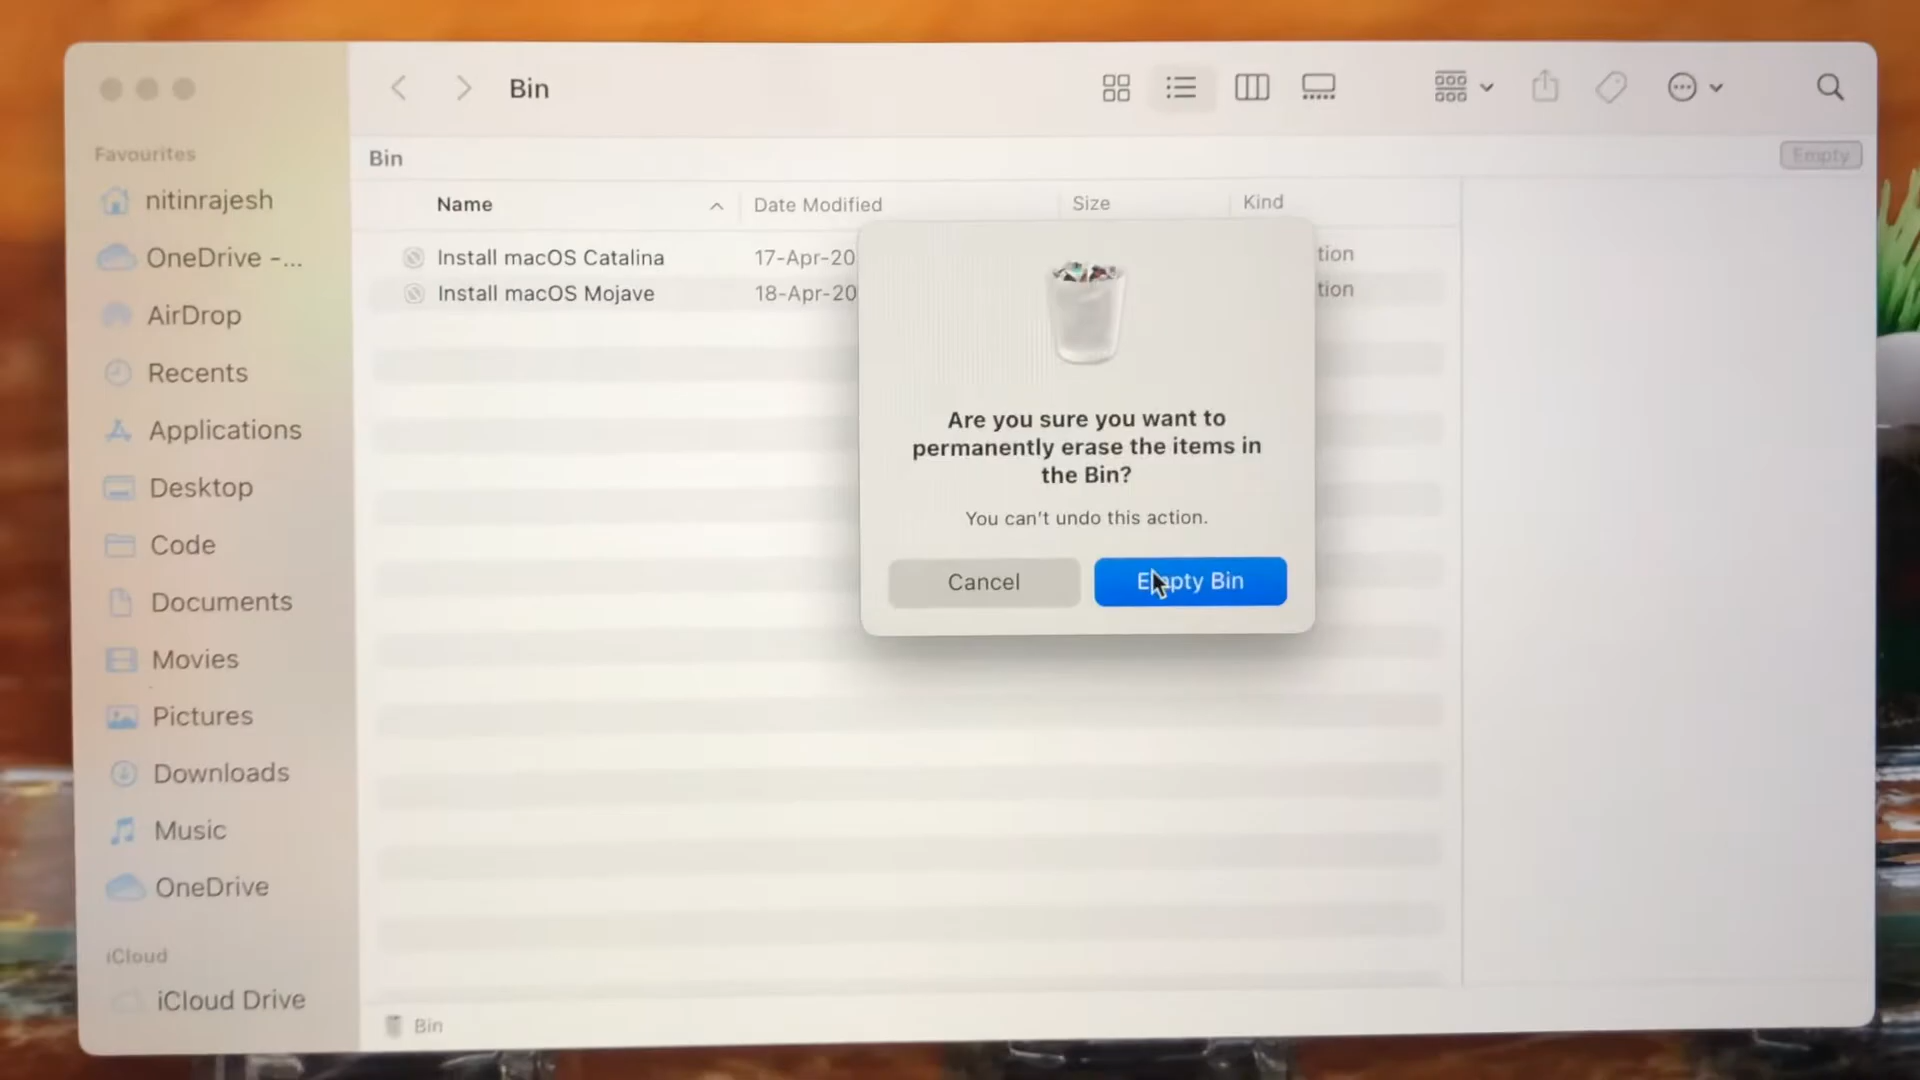 Bin
Favourites
nitinrajesh
OneDrive -...
AirDrop
Recents
Applications
Desktop
Code
Documents
Movies
Pictures
Downloads
Music
OneDrive
iCloud
iCloud Drive
Bin
Empty
Name
Date Modified
Size
Kind
Install macOS Catalina
17-Apr-20
tion
Install macOS Mojave
18-Apr-20
tion
Are you sure you want to
permanently erase the items in
the Bin?
You can't undo this action.
Cancel
Empty Bin
Bin